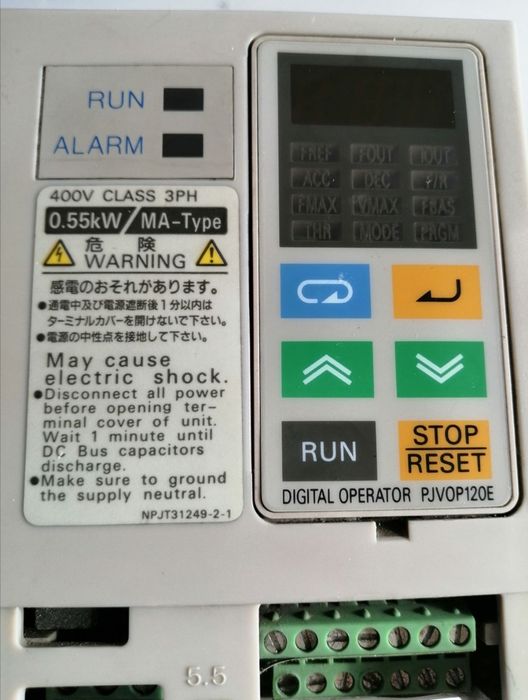 RUN
ALARM
400V CLASS 3PH
0.55kW/MA-Type
危 険
WARNING
感電のおそれがあります。
●通電中及び電源遮断後1分以内は
ターミナルカバーを開けないで下さい。
●電源の中性点を接地して下さい。
May cause
electric shock.
●Disconnect all power
before opening ter-
minal cover of unit.
Wait 1 minute until
DC Bus capacitors
discharge.
●Make sure to ground
the supply neutral.
NPJT31249-2-1
FREF FOUT IOUT
ACC DEC F/R
FMAX VMAX FBAS
THR MODE PRGM
RUN
STOP
RESET
DIGITAL OPERATOR PJVOP120E
5.5